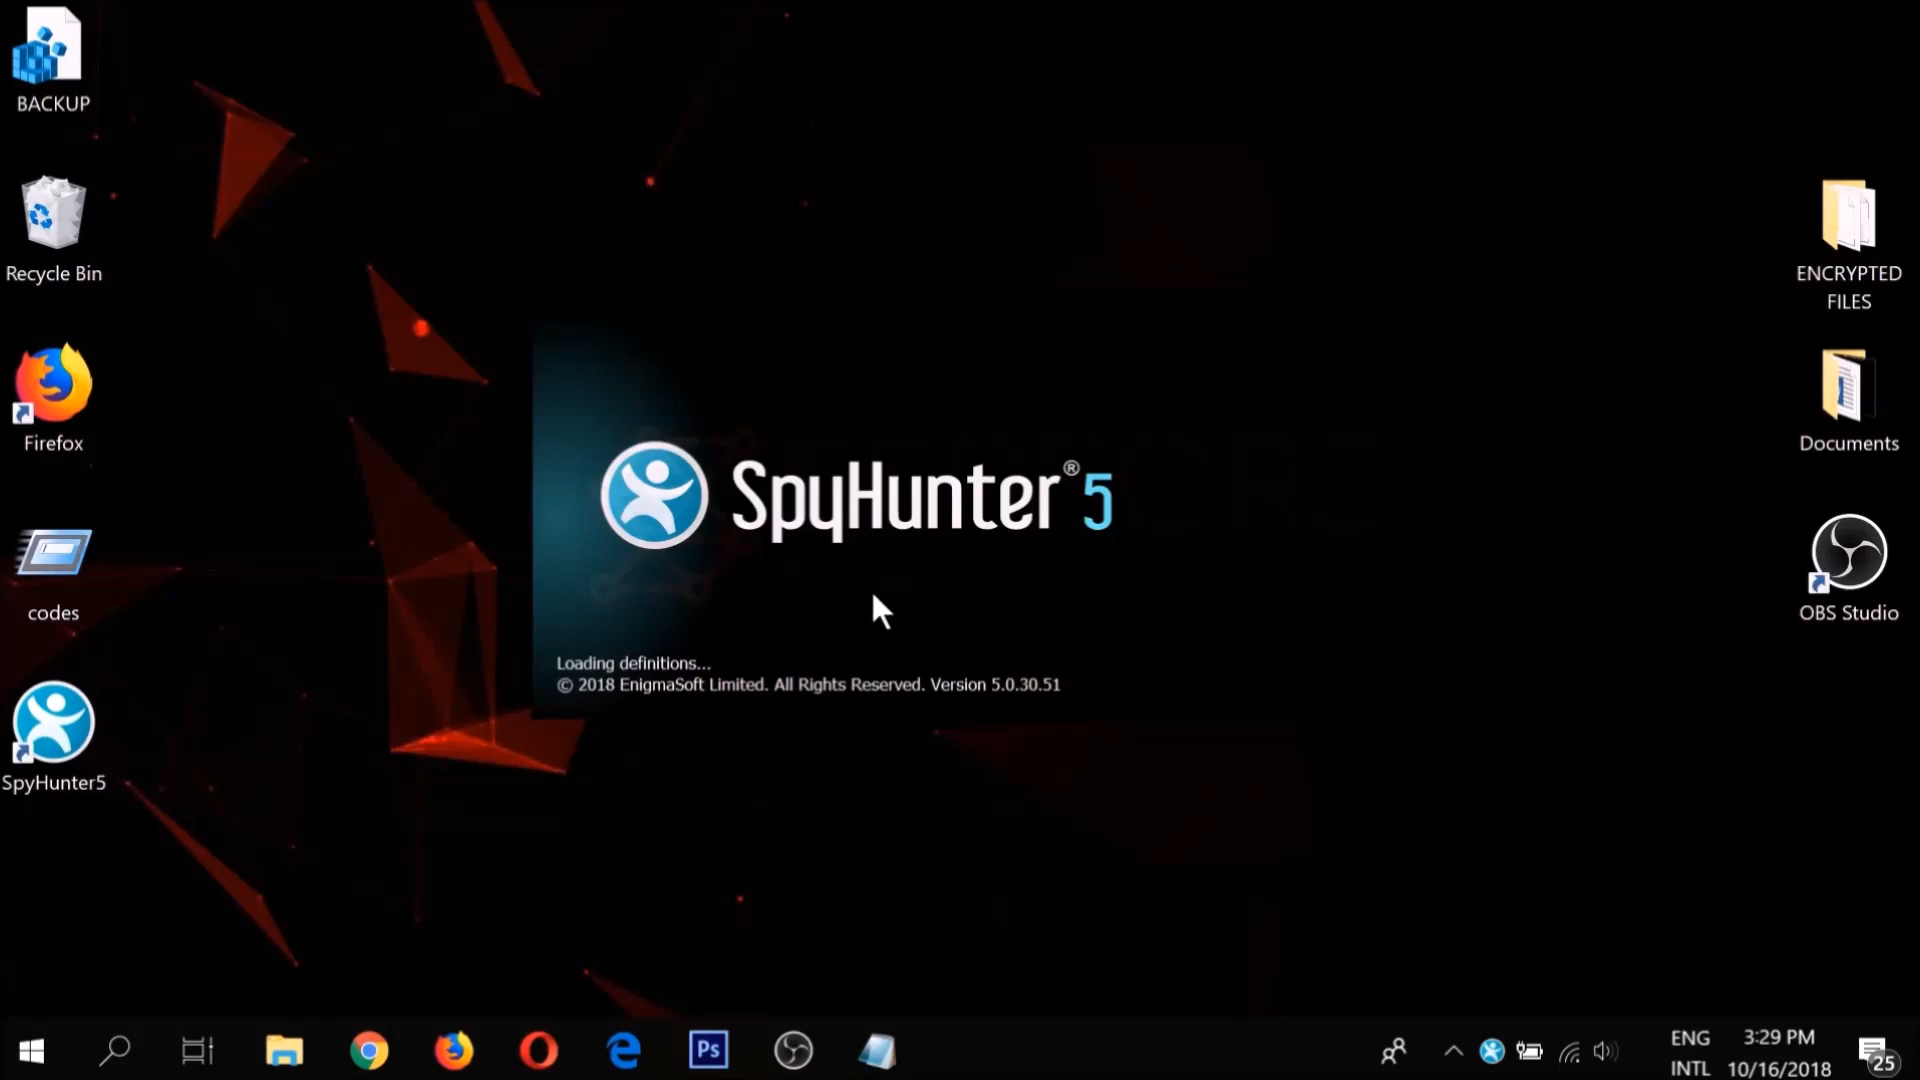 BACKUP
Recycle Bin
Firefox
codes
SpyHunter5
ENCRYPTED
FILES
Documents
OBS Studio
SpyHunter®5
Loading definitions...
© 2018 EnigmaSoft Limited. All Rights Reserved. Version 5.0.30.51
Ps
ENG
INTL
3:29 PM
10/16/2018
25